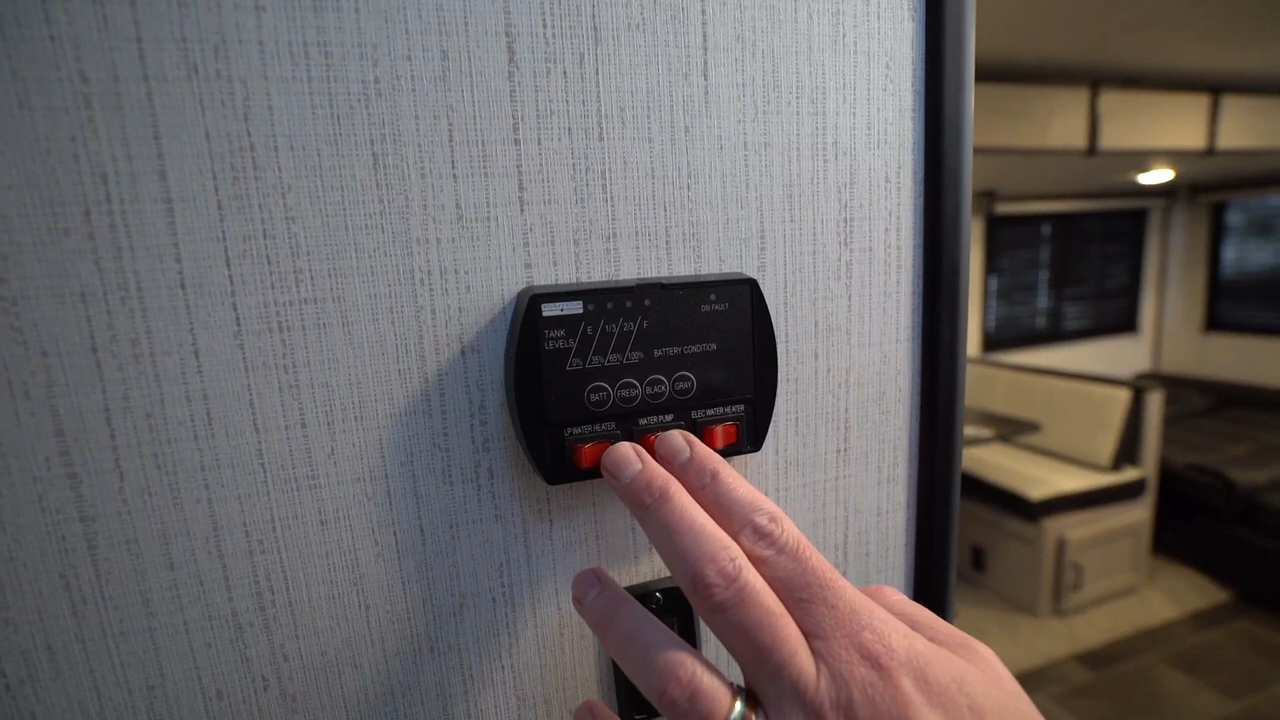 DSI FAULT
TANK LEVELS
E 1/3 2/3 F
0% 35% 65% 100%
BATTERY CONDITION
BATT. FRESH BLACK GRAY
LP WATER HEATER WATER PUMP ELEC WATER HEATER